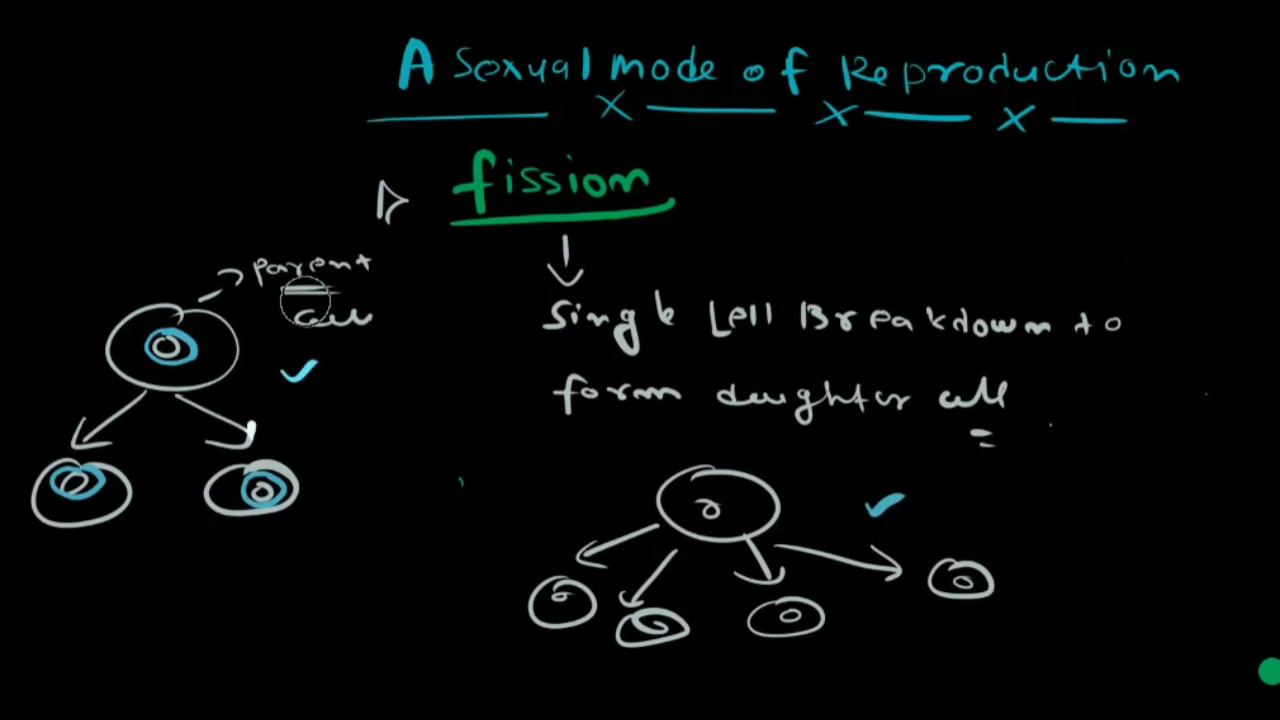 A sexual mode of Reproduction
fission
Parent
cell
Single Cell Breakdown to
form daughter cell